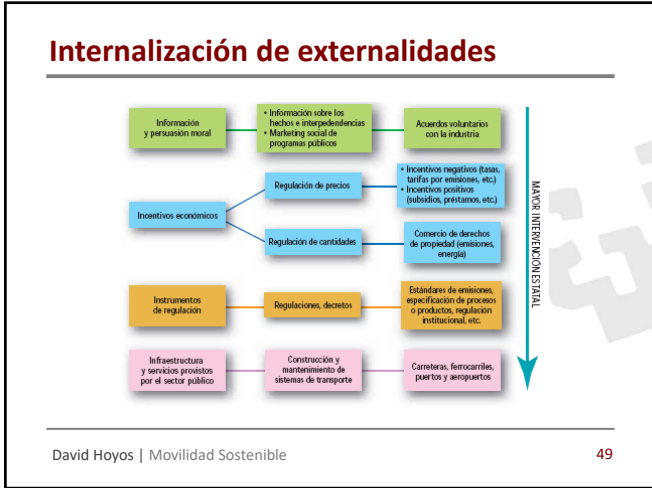 Internalización de externalidades
Información
y persuasión moral
• Información sobre los
hechos e interpedendencias
• Marketing social de
programas públicos
Acuerdos voluntarios
con la industria
Incentivos económicos
Regulación de precios
• Incentivos negativos (tasas,
tarifas por emisiones, etc.)
• Incentivos positivos
(subsidios, préstamos, etc.)
Regulación de cantidades
Comercio de derechos
de propiedad (emisiones,
energía)
Instrumentos
de regulación
Regulaciones, decretos
Estándares de emisiones,
especificación de procesos
o productos, regulación
institucional, etc.
Infraestructura
y servicios provistos
por el sector público
Construcción y
mantenimiento de
sistemas de transporte
Carreteras, ferrocarriles,
puertos y aeropuertos
MAYOR INTERVENCIÓN ESTATAL
David Hoyos | Movilidad Sostenible
49